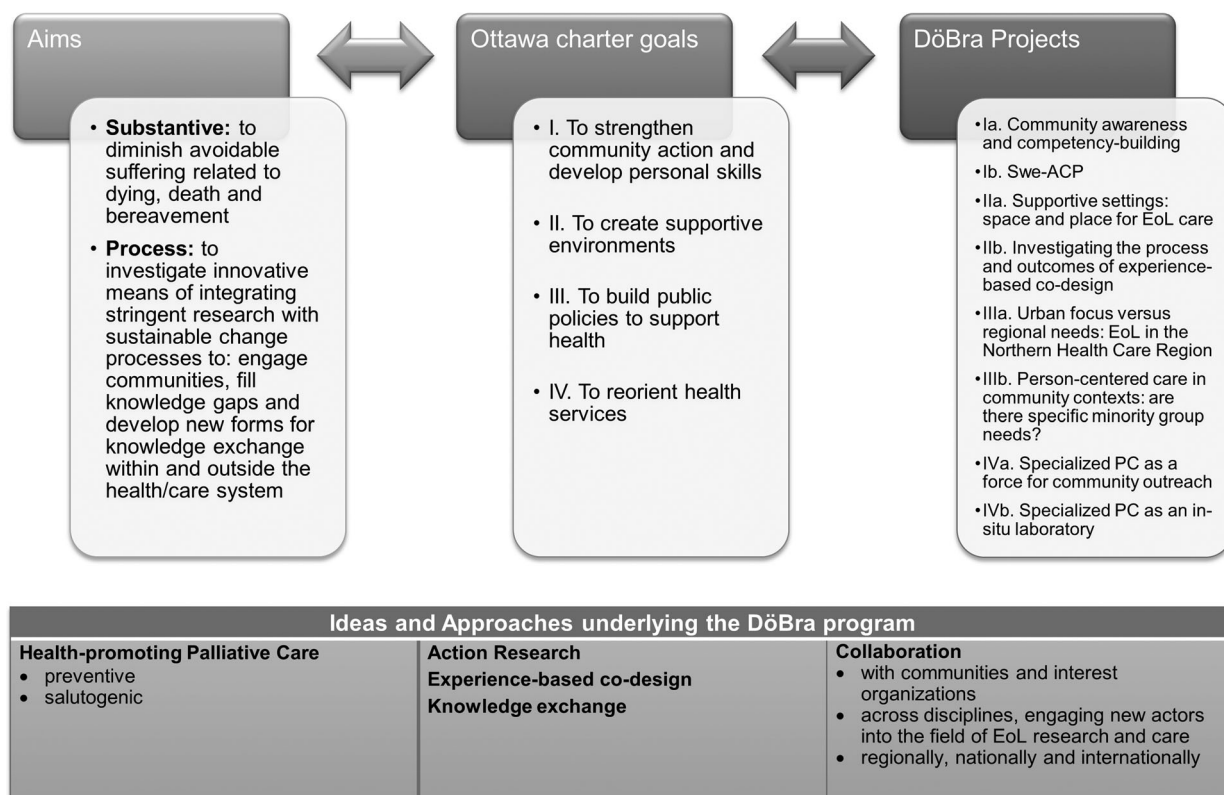 Aims
• Substantive: to
diminish avoidable
suffering related to
dying, death and
bereavement
• Process: to
investigate innovative
means of integrating
stringent research with
sustainable change
processes to: engage
communities, fill
knowledge gaps and
develop new forms for
knowledge exchange
within and outside the
health/care system
Ottawa charter goals
• I. To strengthen
community action and
develop personal skills
• II. To create supportive
environments
• III. To build public
policies to support
health
• IV. To reorient health
services
DöBra Projects
•Ia. Community awareness
and competency-building
•Ib. Swe-ACP
•IIa. Supportive settings:
space and place for EoL care
•IIb. Investigating the process
and outcomes of experience-
based co-design
•IIIa. Urban focus versus
regional needs: EoL in the
Northern Health Care Region
•IIIb. Person-centered care in
community contexts: are
there specific minority group
needs?
•IVa. Specialized PC as a
force for community outreach
•IVb. Specialized PC as an in-
situ laboratory
Ideas and Approaches underlying the DöBra program
Health-promoting Palliative Care
• preventive
• salutogenic
Action Research
Experience-based co-design
Knowledge exchange
Collaboration
• with communities and interest
organizations
• across disciplines, engaging new actors
into the field of EoL research and care
• regionally, nationally and internationally